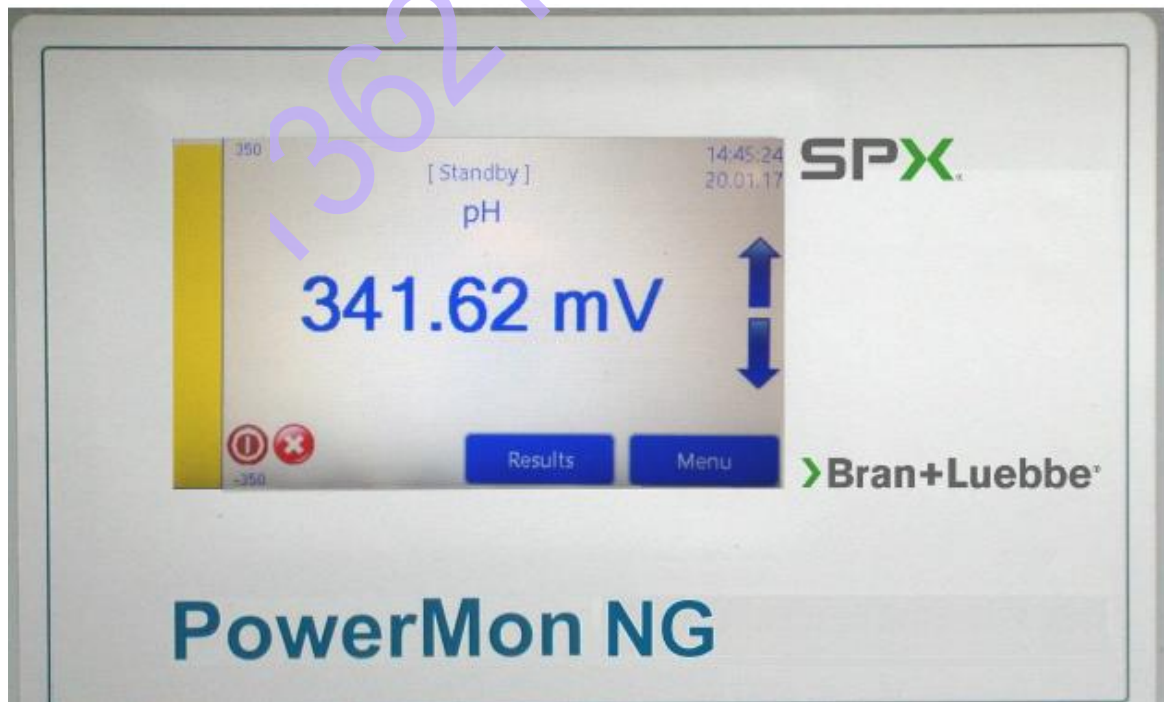 13621
350
[ Standby ]
14:45:24
20.01.17
pH
341.62 mV
-350
Results
Menu
SPX
Bran+Luebbe
PowerMon NG